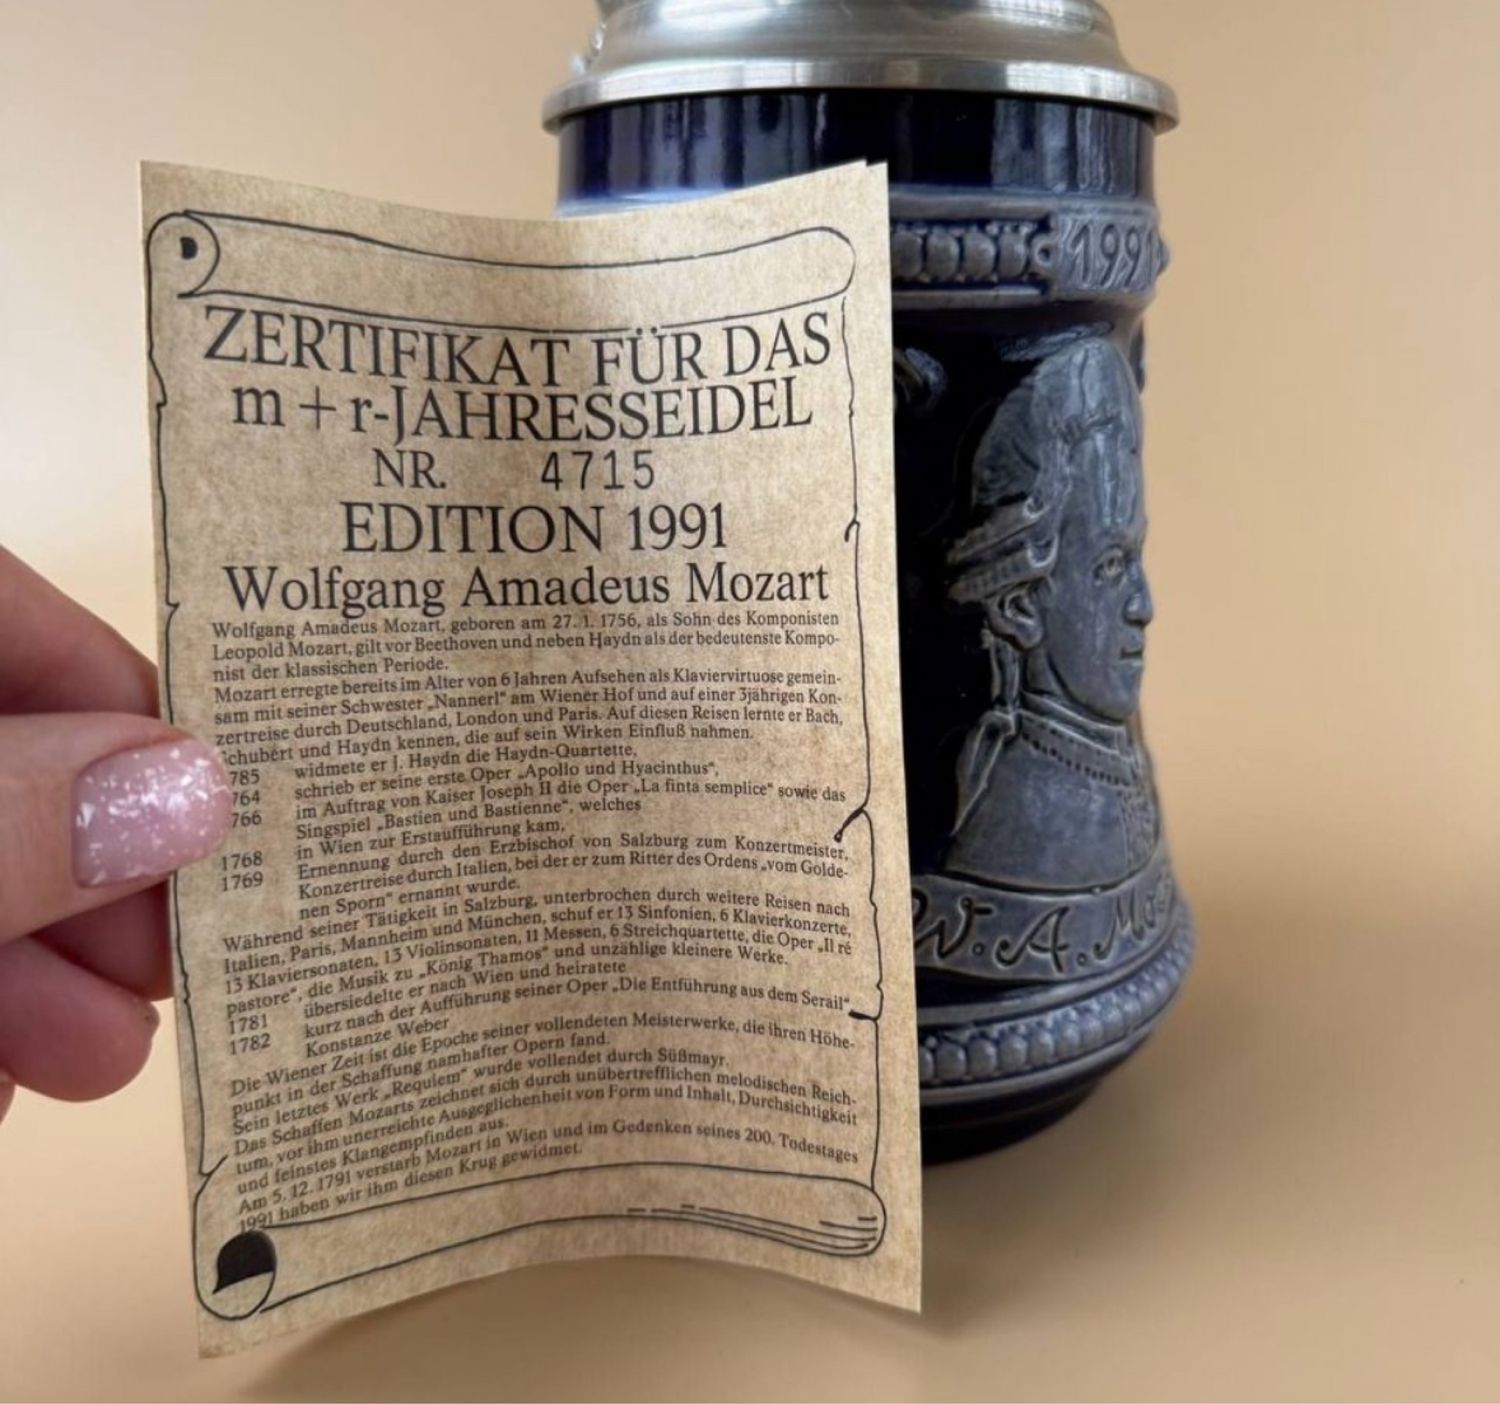 ZERTIFIKAT FÜR DAS
m + r-JAHRESSEIDEL
NR. 4715
EDITION 1991
Wolfgang Amadeus Mozart
Wolfgang Amadeus Mozart, geboren am 27. 1. 1756, als Sohn des Komponisten
Leopold Mozart, gilt vor Beethoven und neben Haydn als der bedeutenste Kompo-
nist der klassischen Periode.
Mozart erregte bereits im Alter von 6 Jahren Aufsehen als Klaviervirtuose gemein-
sam mit seiner Schwester „Nannerl“ am Wiener Hof und auf einer 3jährigen Kon-
zertreise durch Deutschland, London und Paris. Auf diesen Reisen lernte er Bach,
chubert und Haydn kennen, die auf sein Wirken Einfluß nahmen.
785 widmete er J. Haydn die Haydn-Quartette,
764 schrieb er seine erste Oper „Apollo und Hyacinthus“,
766 im Auftrag von Kaiser Joseph II die Oper „La finta semplice“ sowie das
Singspiel „Bastien und Bastienne“, welches
1768 in Wien zur Erstaufführung kam,
1769 Ernennung durch den Erzbischof von Salzburg zum Konzertmeister,
Konzertreise durch Italien, bei der er zum Ritter des Ordens „vom Golde-
nen Sporn“ ernannt wurde.
Während seiner Tätigkeit in Salzburg, unterbrochen durch weitere Reisen nach
Italien, Paris, Mannheim und München, schuf er 13 Sinfonien, 6 Klavierkonzerte,
13 Klaviersonaten, 13 Violinsonaten, 11 Messen, 6 Streichquartette, die Oper „Il ré
pastore“, die Musik zu „König Thamos“ und unzählige kleinere Werke.
1781 übersiedelte er nach Wien und heiratete
1782 kurz nach der Aufführung seiner Oper „Die Entführung aus dem Serail“
Konstanze Weber
Die Wiener Zeit ist die Epoche seiner vollendeten Meisterwerke, die ihren Höhe-
punkt in der Schaffung namhafter Opern fand.
Sein letztes Werk „Requiem“ wurde vollendet durch Süßmayr.
Das Schaffen Mozarts zeichnet sich durch unübertrefflichen melodischen Reich-
tum, vor ihm unerreichte Ausgeglichenheit von Form und Inhalt, Durchsichtigkeit
und feinstes Klangempfinden aus.
Am 5. 12. 1791 verstarb Mozart in Wien und im Gedenken seines 200. Todestages
1991 haben wir ihm diesen Krug gewidmet.
1991
W. A. Mo